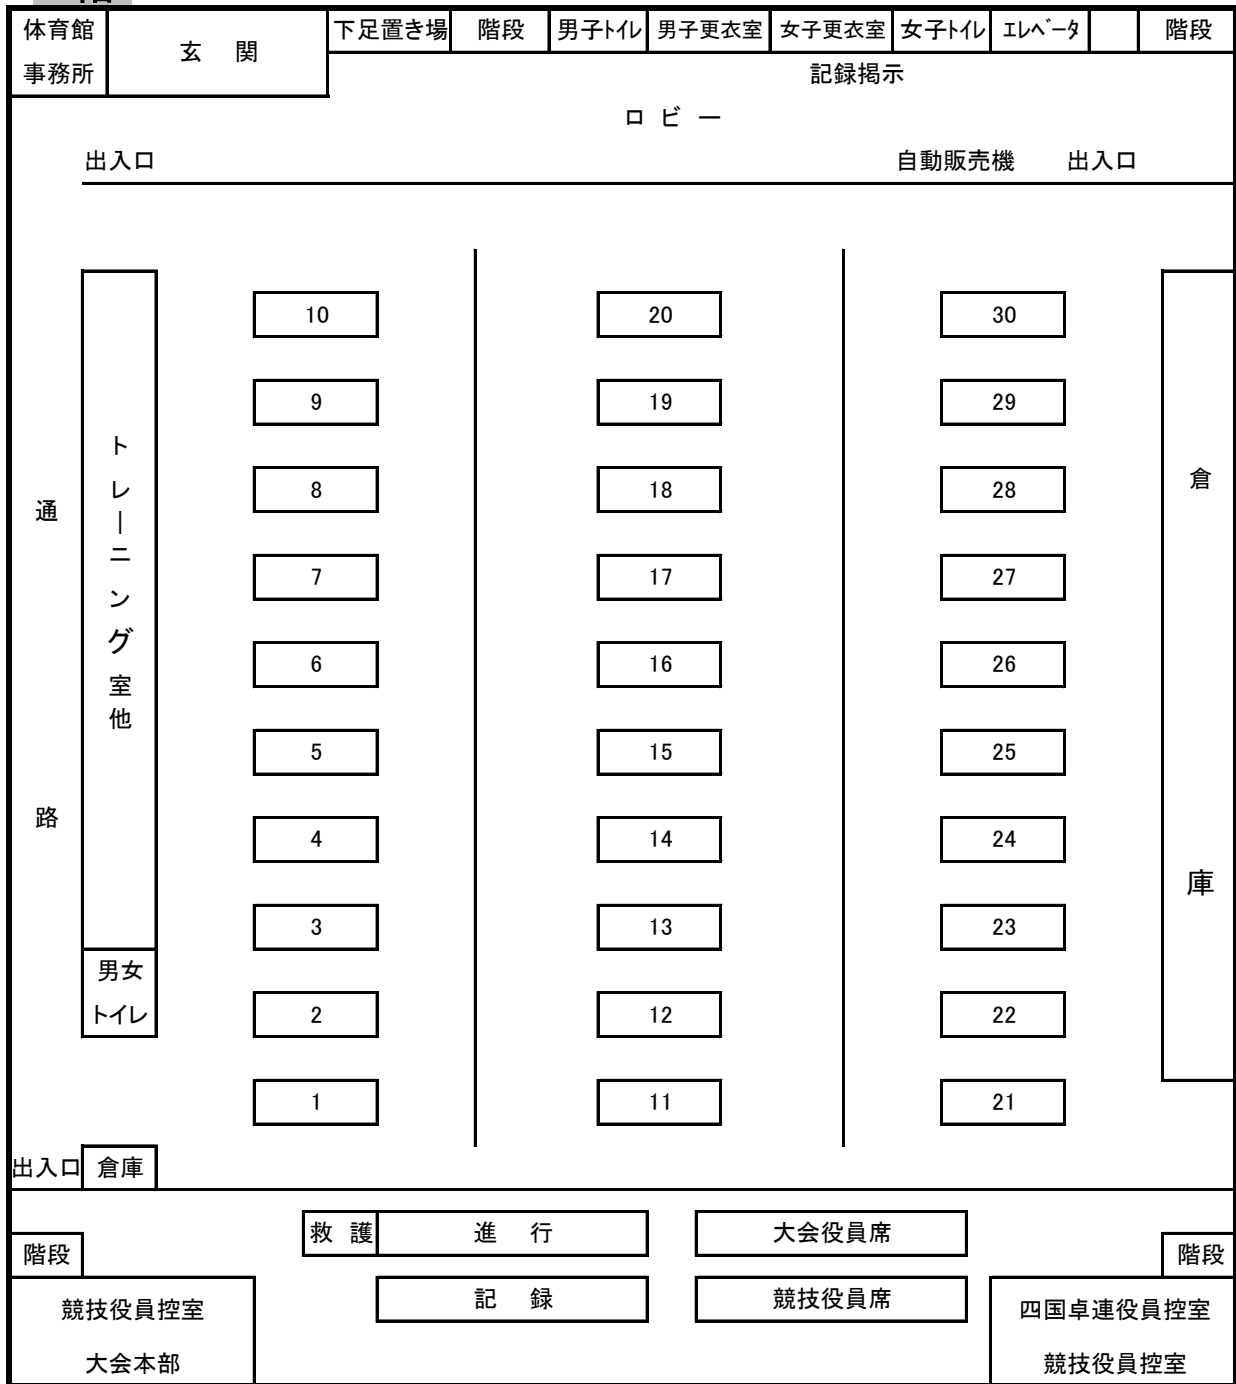 体育館
事務所
玄 関
下足置き場
階段
男子トイレ
男子更衣室
女子更衣室
女子トイレ
エレベータ
階段
記録掲示
ロ ビ ー
出入口
自動販売機
出入口
10 20 30
9 19 29
8 18 28
7 17 27
6 16 26
5 15 25
4 14 24
3 13 23
2 12 22
1 11 21
通路
トレーニング室他
倉庫
男女
トイレ
出入口
倉庫
救 護
進 行
大会役員席
階段
階段
記 録
競技役員席
競技役員控室
大会本部
四国卓連役員控室
競技役員控室